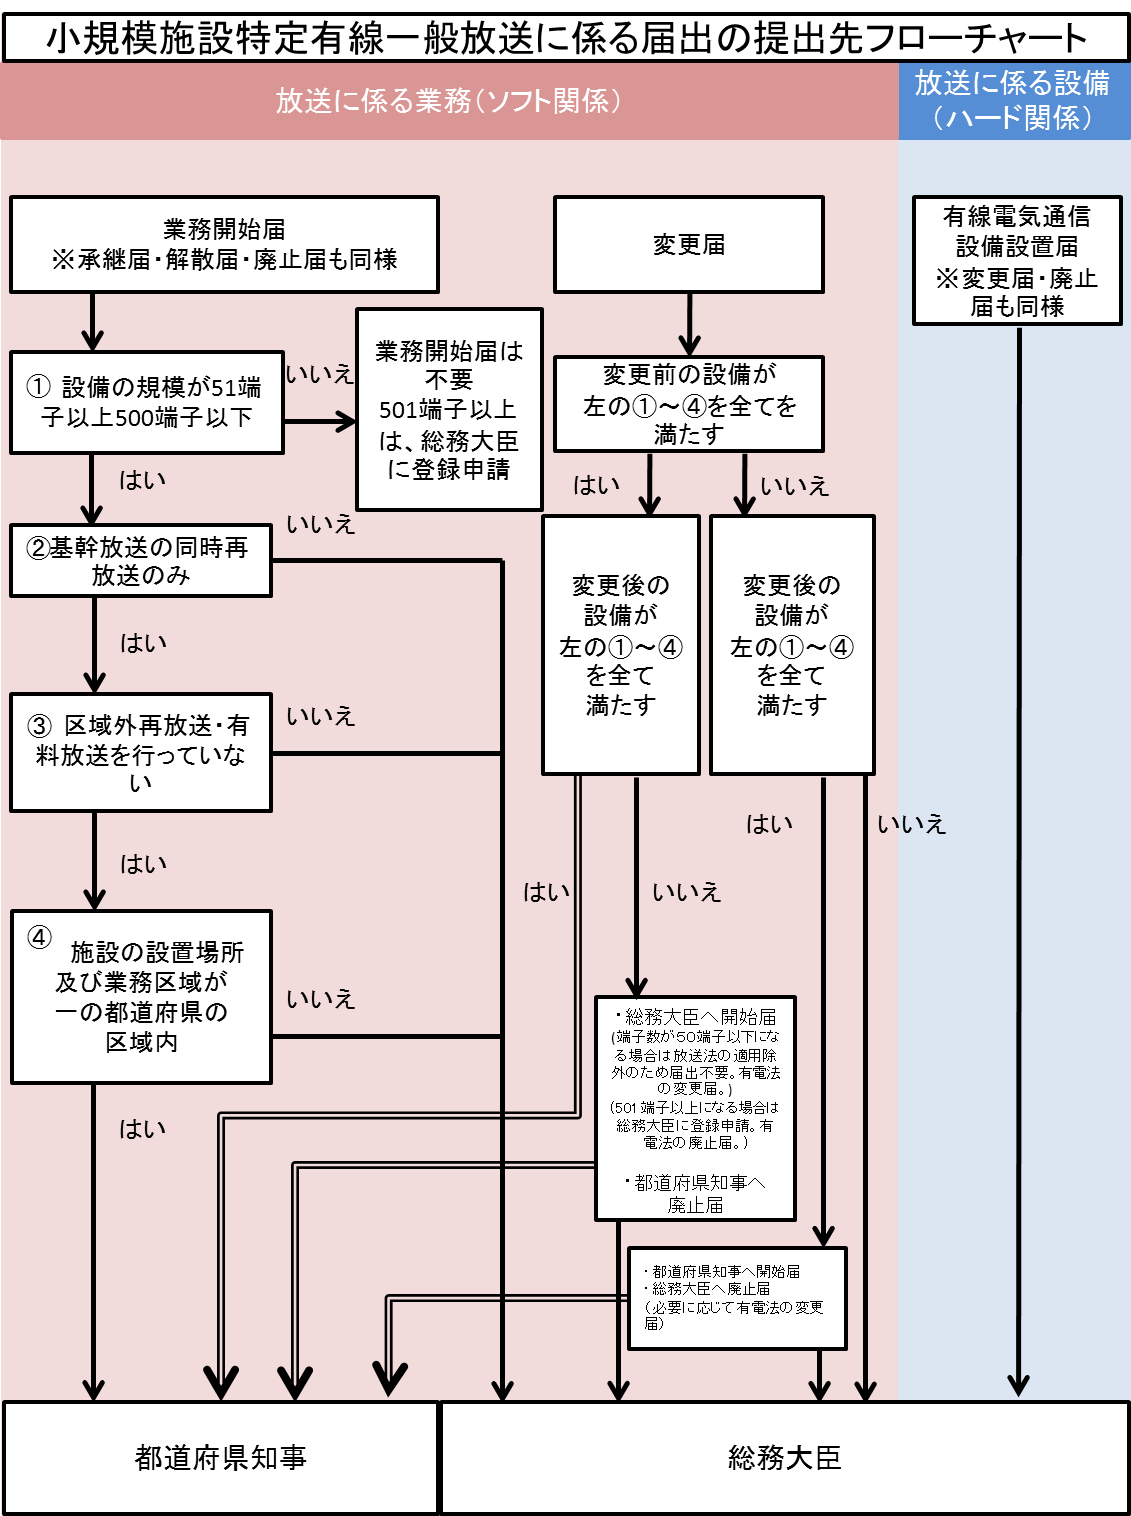 小規模施設特定有線一般放送に係る届出の提出先フローチャート
放送に係る業務（ソフト関係）
放送に係る設備
（ハード関係）
業務開始届
※承継届・解散届・廃止届も同様
変更届
有線電気通信
設備設置届
※変更届・廃止
届も同様
① 設備の規模が51端
子以上500端子以下
いいえ
業務開始届は
不要
501端子以上
は、総務大臣
に登録申請
変更前の設備が
左の①～④を全てを
満たす
はい
はい
いいえ
②基幹放送の同時再
放送のみ
いいえ
変更後の
設備が
左の①～④
を全て
満たす
変更後の
設備が
左の①～④
を全て
満たす
はい
③ 区域外再放送・有
料放送を行っていな
い
いいえ
はい
はい
いいえ
はい
いいえ
④ 施設の設置場所
及び業務区域が
一の都道府県の
区域内
いいえ
はい
・総務大臣へ開始届
(端子数が50端子以下にな
る場合は放送法の適用除
外のため届出不要。有電法
の変更届。)
(501端子以上になる場合は
総務大臣に登録申請。有
電法の廃止届。)
・都道府県知事へ
廃止届
・都道府県知事へ開始届
・総務大臣へ廃止届
（必要に応じて有電法の変更
届）
都道府県知事
総務大臣